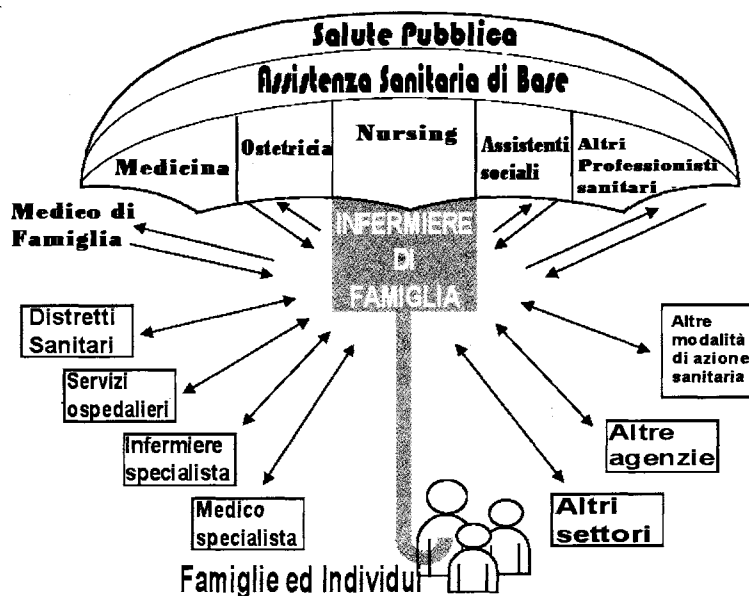 Salute Pubblica
Assistenza Sanitaria di Base
Medicina
Ostetricia
Nursing
Assistenti
sociali
Altri
Professionisti
sanitari
Medico di
Famiglia
INFERMIERE
DI
FAMIGLIA
Distretti
Sanitari
Servizi
ospedalieri
Infermiere
specialista
Medico
specialista
Altre
modalità
di azione
sanitaria
Altre
agenzie
Altri
settori
Famiglie ed Individui